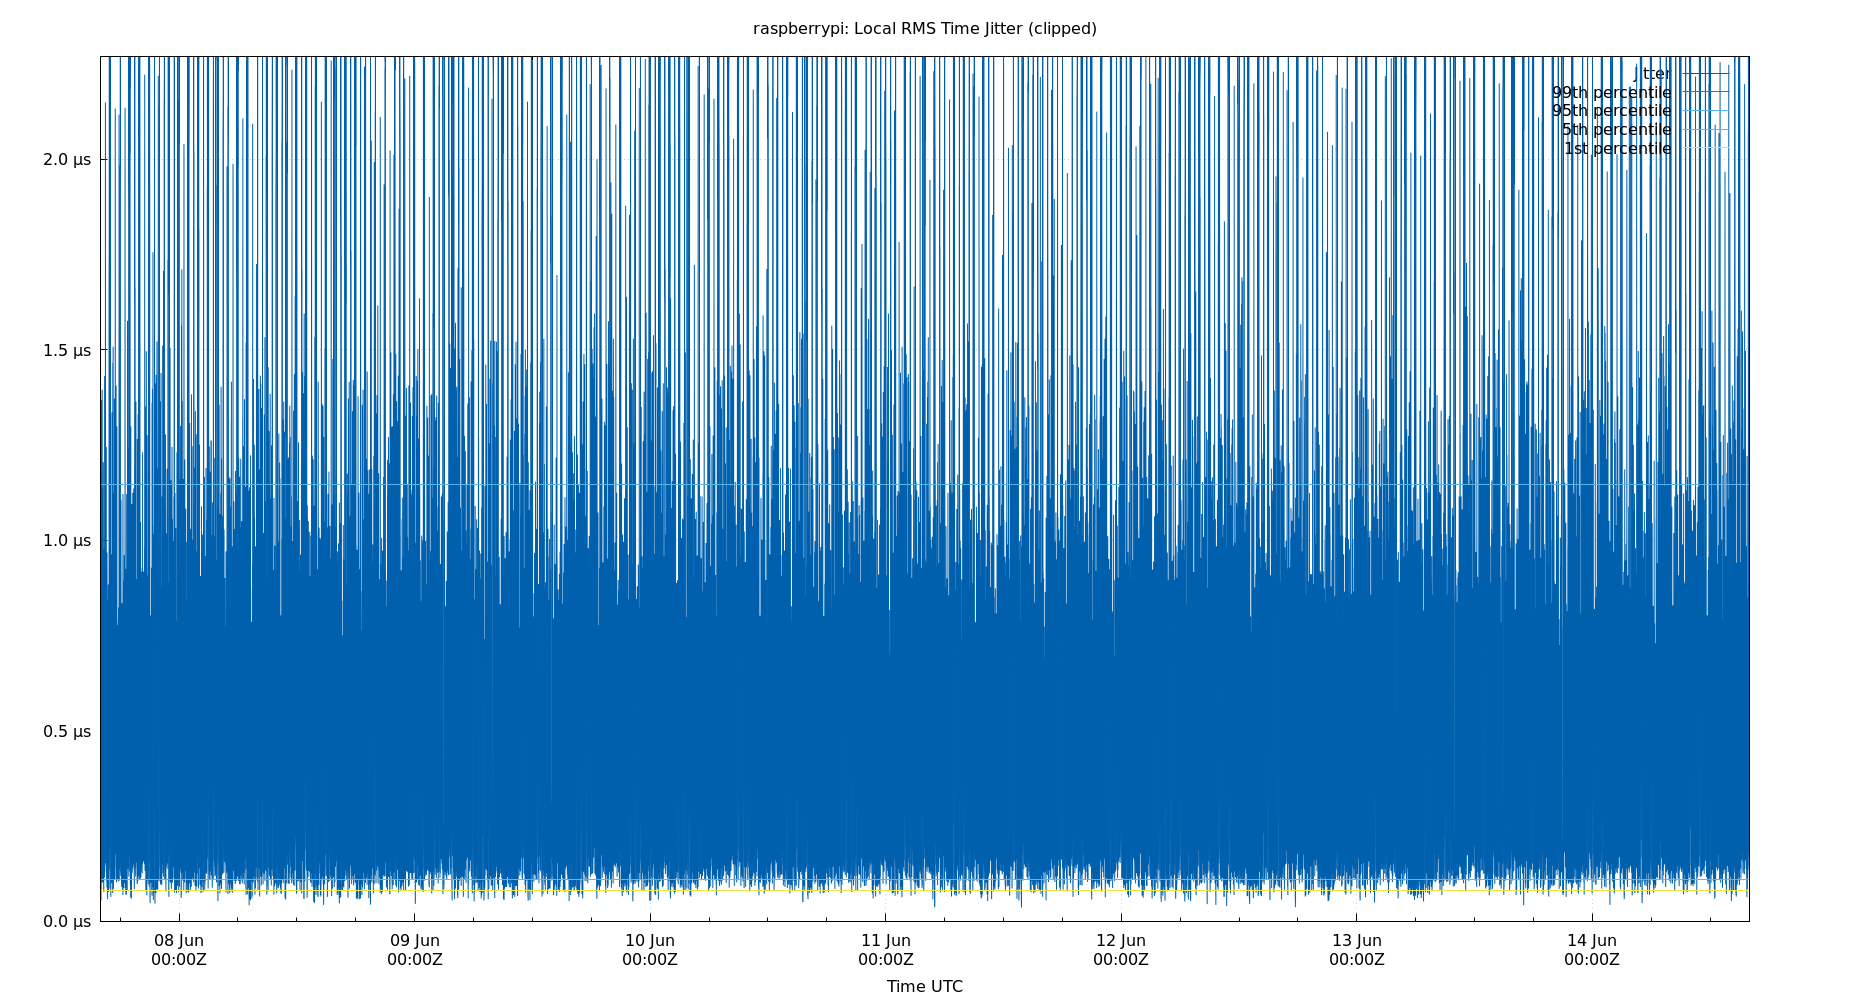 raspberrypi: Local RMS Time Jitter (clipped)
Jitter
99th percentile
95th percentile
5th percentile
1st percentile
2.0 µs
1.5 µs
1.0 µs
0.5 µs
0.0 µs
08 Jun 09 Jun 10 Jun 11 Jun 12 Jun 13 Jun 14 Jun
00:00Z 00:00Z 00:00Z 00:00Z 00:00Z 00:00Z 00:00Z
Time UTC